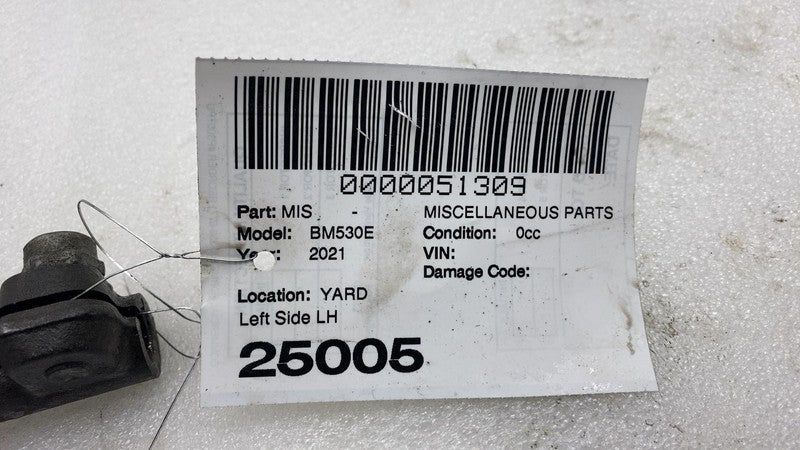 0000051309
Part: MIS - MISCELLANEOUS PARTS
Model: BM530E Condition: 0cc
Year: 2021 VIN:
Damage Code:
Location: YARD
Left Side LH
25005